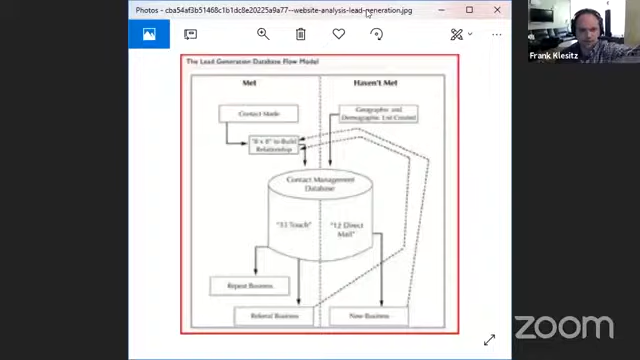 Photos - cba54af3b51468c1b1dc8e20225a9a77--website-analysis-lead-generation.jpg
Frank Klesitz
The Lead Generation Database Flow Model
Met
Haven't Met
Contact Made
Geographic and
Demographic List Created
"8 x 8" to Build
Relationship
Contact Management
Database
"33 Touch"
"12 Direct
Mail"
Repeat Business
Referral Business
New Business
zoom